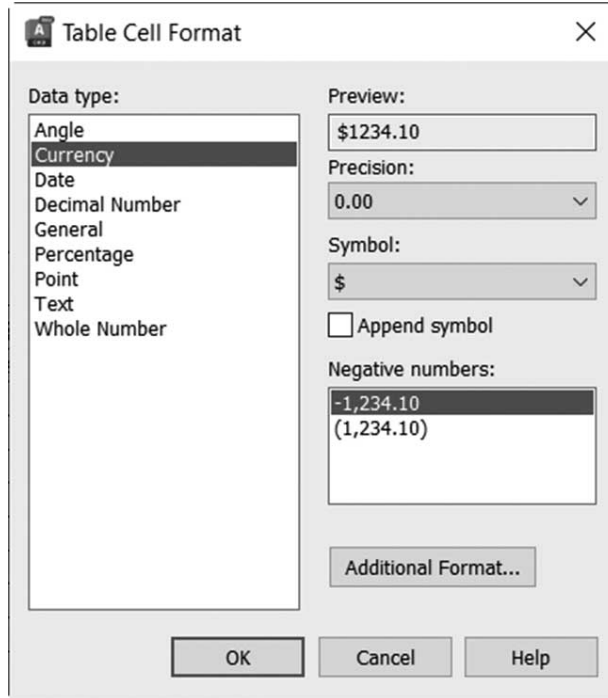 Table Cell Format
Data type:
Angle
Currency
Date
Decimal Number
General
Percentage
Point
Text
Whole Number
Preview:
$1234.10
Precision:
0.00
Symbol:
$
Append symbol
Negative numbers:
-1,234.10
(1,234.10)
Additional Format...
OK
Cancel
Help